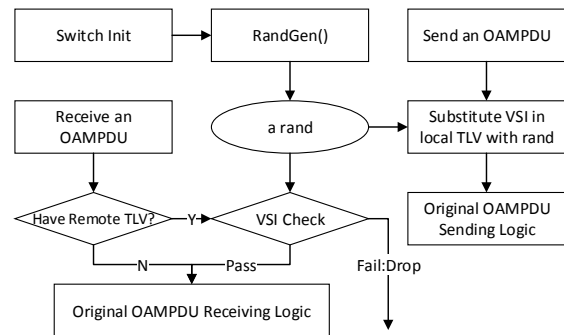 Switch Init
RandGen()
Send an OAMPDU
Receive an
OAMPDU
a rand
Substitute VSI in
local TLV with rand
Have Remote TLV?
Y
VSI Check
Original OAMPDU
Sending Logic
N
Pass
Fail:Drop
Original OAMPDU Receiving Logic